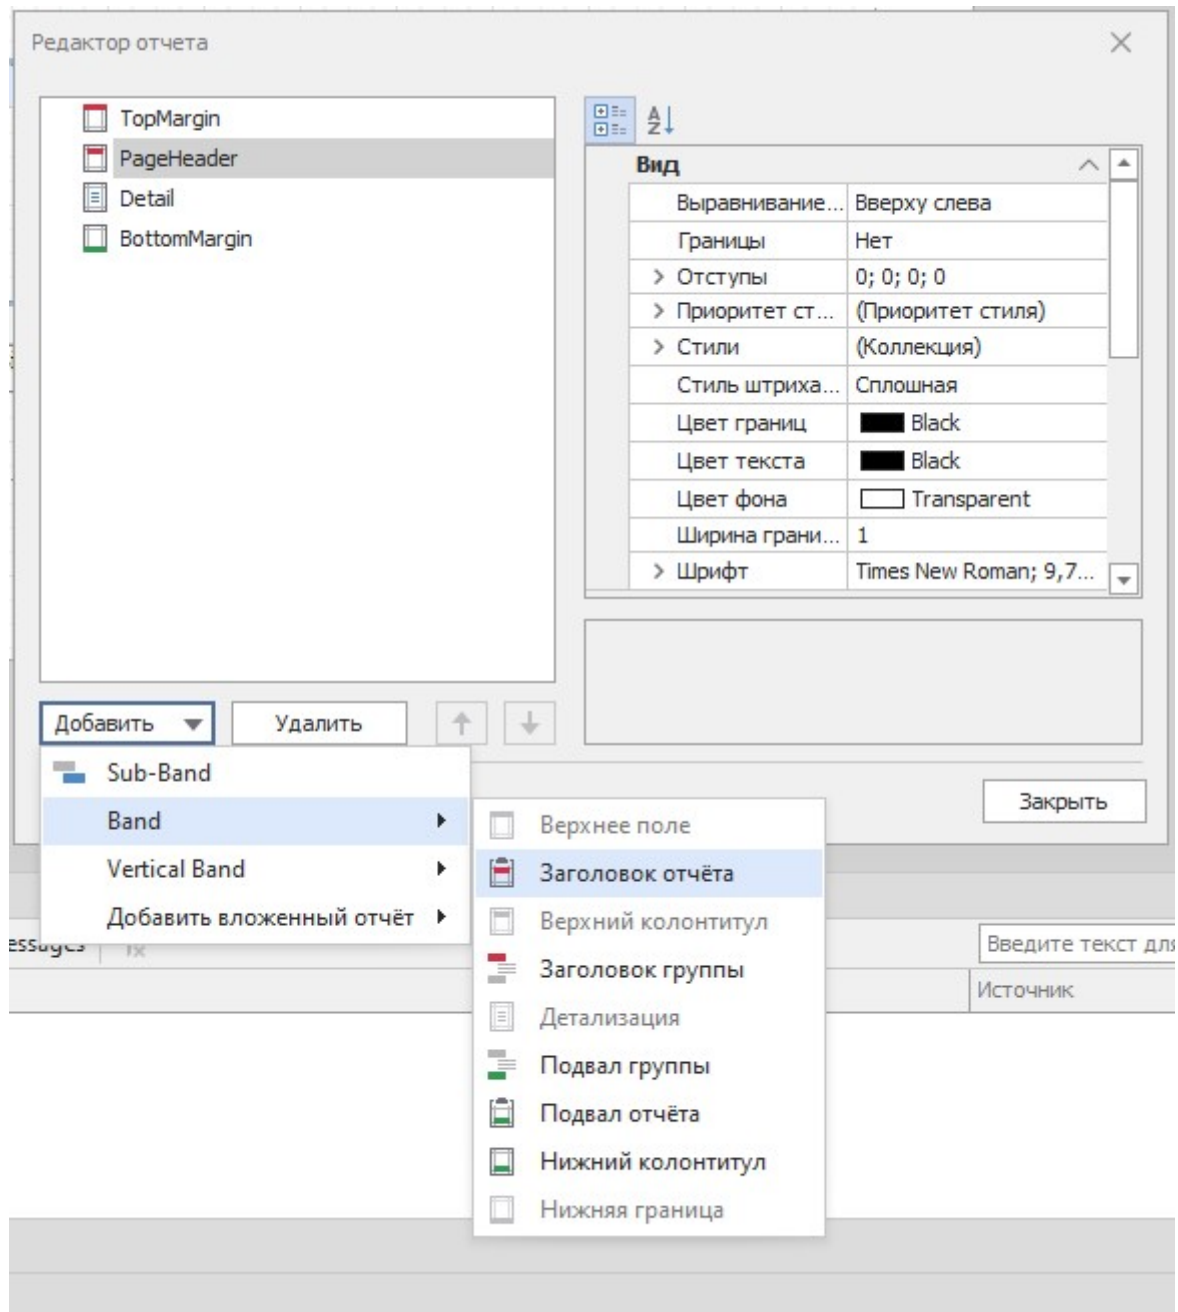 Редактор отчета
TopMargin
PageHeader
Detail
BottomMargin
Вид
Выравнивание... Вверху слева
Границы Нет
Отступы 0; 0; 0; 0
Приоритет ст... (Приоритет стиля)
Стили (Коллекция)
Стиль штриха... Сплошная
Цвет границ Black
Цвет текста Black
Цвет фона Transparent
Ширина грани... 1
Шрифт Times New Roman; 9,7...
Добавить Удалить
Sub-Band
Band
Vertical Band
Добавить вложенный отчёт
Закрыть
Верхнее поле
Заголовок отчёта
Верхний колонтитул
Заголовок группы
Детализация
Подвал группы
Подвал отчёта
Нижний колонтитул
Нижняя граница
essages
Введите текст для
Источник